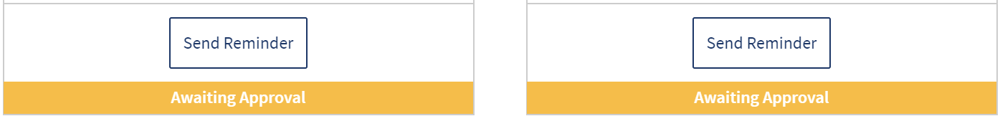 Send Reminder
Awaiting Approval
Send Reminder
Awaiting Approval